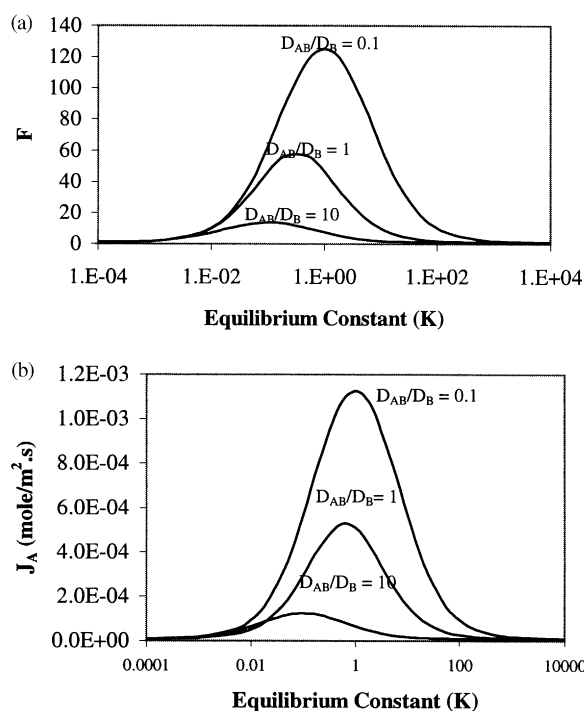 (a)
140
120
100
80
60
40
20
0
F
D_AB/D_B = 0.1
D_AB/D_B = 1
D_AB/D_B = 10
1.E-04 1.E-02 1.E+00 1.E+02 1.E+04
Equilibrium Constant (K)
(b)
1.2E-03
1.0E-03
8.0E-04
6.0E-04
4.0E-04
2.0E-04
0.0E+00
J_A (mole/m².s)
D_AB/D_B = 0.1
D_AB/D_B= 1
D_AB/D_B = 10
0.0001 0.01 1 100 10000
Equilibrium Constant (K)